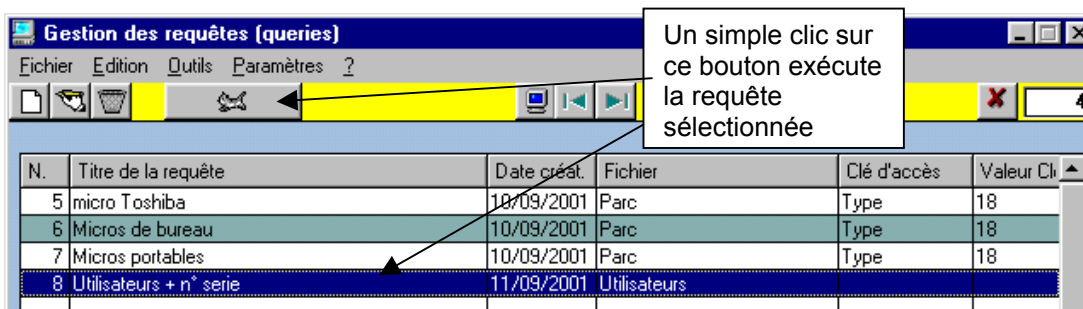 Gestion des requêtes (queries)
Un simple clic sur
ce bouton exécute
la requête
sélectionnée
Fichier Edition Outils Paramètres ?
N. Titre de la requête Date créat. Fichier Clé d'accès Valeur Cl
5 micro Toshiba 10/09/2001 Parc Type 18
6 Micros de bureau 10/09/2001 Parc Type 18
7 Micros portables 10/09/2001 Parc Type 18
8 Utilisateurs + n° serie 11/09/2001 Utilisateurs